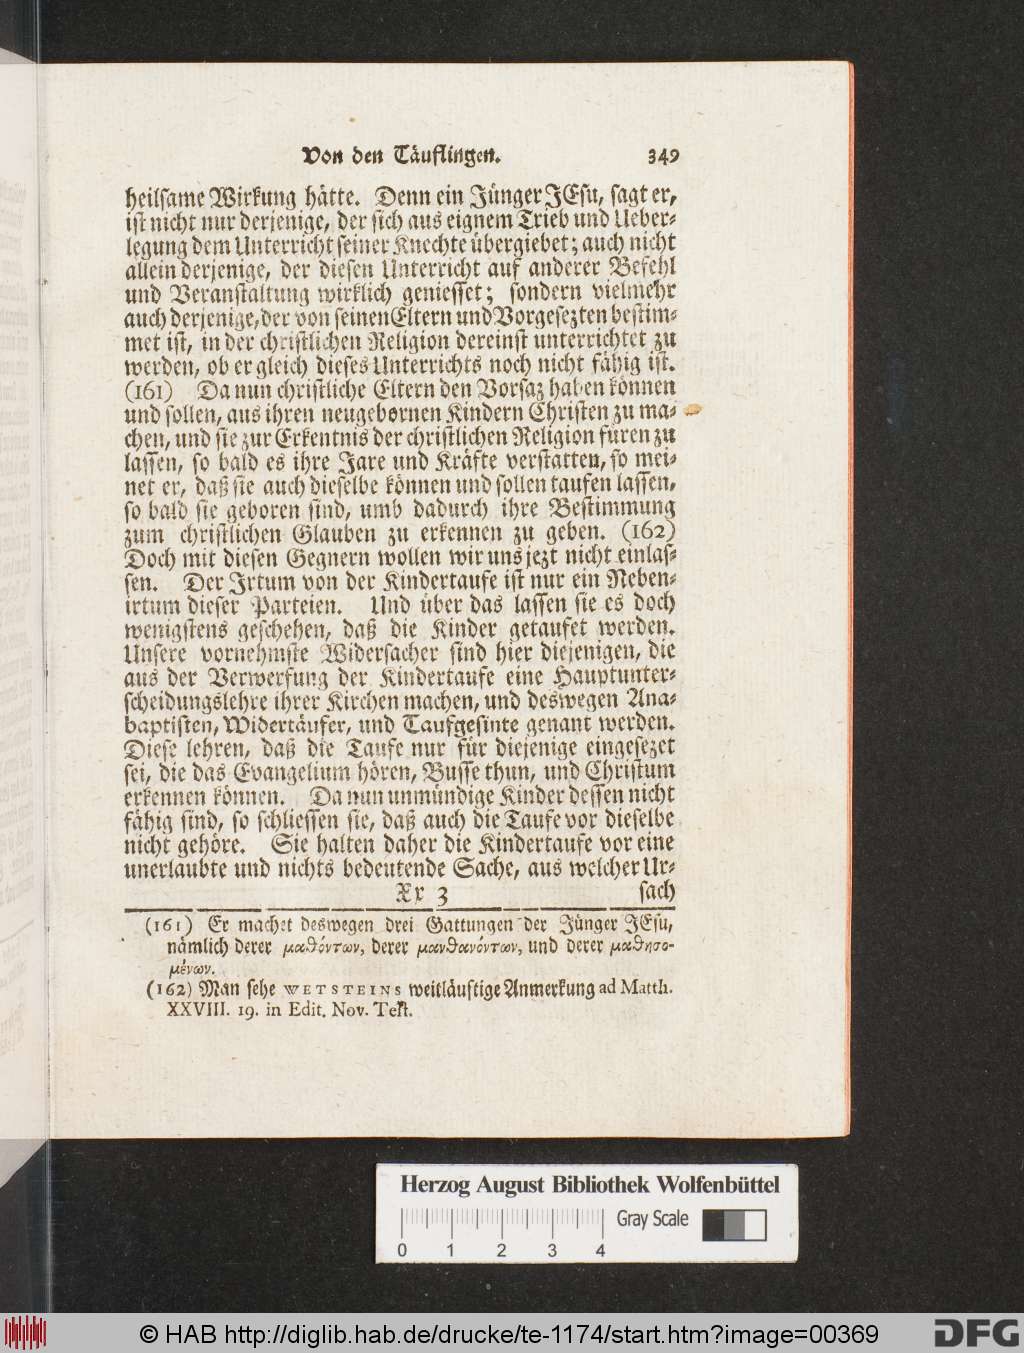 Von den Täuflingen. 349
heilsame Wirkung hätte. Denn ein Jünger JEsu, sagt er,
ist nicht nur derjenige, der sich aus eignem Trieb und Ueber-
legung dem Unterricht seiner Knechte übergiebet; auch nicht
allein derjenige, der diesen Unterricht auf anderer Befehl
und Veranstaltung wirklich geniesset; sondern vielmehr
auch derjenige, der von seinen Eltern und Vorgesezten bestim-
met ist, in der christlichen Religion dereinst unterrichtet zu
werden, ob er gleich dieses Unterrichts noch nicht fähig ist.
(161) Da nun christliche Eltern den Vorsaz haben können
und sollen, aus ihren neugebornen Kindern Christen zu ma-
chen, und sie zur Erkentnis der christlichen Religion füren zu
lassen, so bald es ihre Jare und Kräfte verstatten, so mei-
net er, daß sie auch dieselbe können und sollen taufen lassen,
so bald sie geboren sind, umb dadurch ihre Bestimmung
zum christlichen Glauben zu erkennen zu geben. (162)
Doch mit diesen Gegnern wollen wir uns jezt nicht einlas-
sen. Der Irtum von der Kindertaufe ist nur ein Neben-
irtum dieser Parteien. Und über das lassen sie es doch
wenigstens geschehen, daß die Kinder getaufet werden.
Unsere vornehmste Widersacher sind hier diejenigen, die
aus der Verwerfung der Kindertaufe eine Hauptunter-
scheidungslehre ihrer Kirchen machen, und deswegen Ana-
baptisten, Widertäufer, und Taufgesinte genant werden.
Diese lehren, daß die Taufe nur für diejenige eingesezet
sei, die das Evangelium hören, Busse thun, und Christum
erkennen können. Da nun unmündige Kinder dessen nicht
fähig sind, so schliessen sie, daß auch die Taufe vor dieselbe
nicht gehöre. Sie halten daher die Kindertaufe vor eine
unerlaubte und nichts bedeutende Sache, aus welcher Ur-
Xx 3 sach
(161) Er machet deswegen drei Gattungen der Jünger JEsu,
nämlich derer μαθόντων, derer μανθανόντων, und derer μαθησο-
μένων.
(162) Man sehe WETSTEINS weitläuftige Anmerkung ad Matth.
XXVIII. 19. in Edit. Nov. Test.
Herzog August Bibliothek Wolfenbüttel
Gray Scale
0 1 2 3 4
© HAB http://diglib.hab.de/drucke/te-1174/start.htm?image=00369
DFG